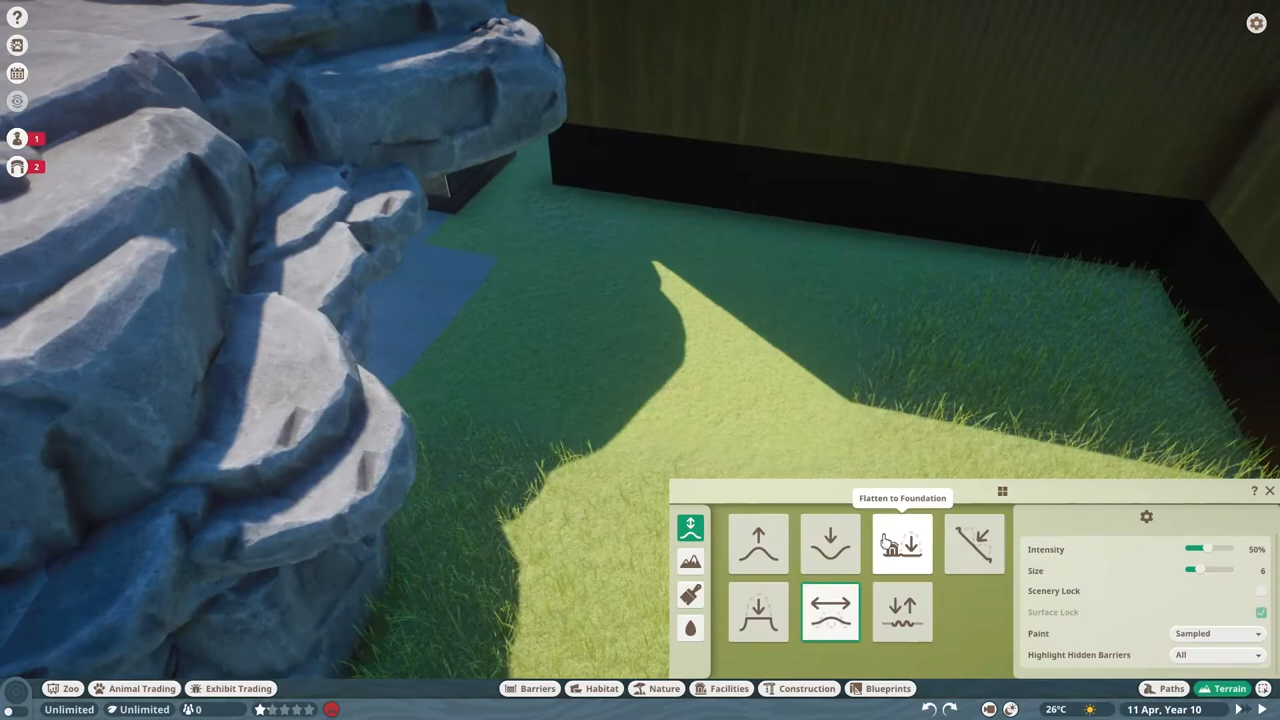 ?
1
2
Flatten to Foundation
?
Intensity 50%
Size 6
Scenery Lock
Surface Lock
Paint Sampled
Highlight Hidden Barriers All
Zoo Animal Trading Exhibit Trading Barriers Habitat Nature Facilities Construction Blueprints Paths Terrain
Unlimited Unlimited 0 26°C 11 Apr, Year 10